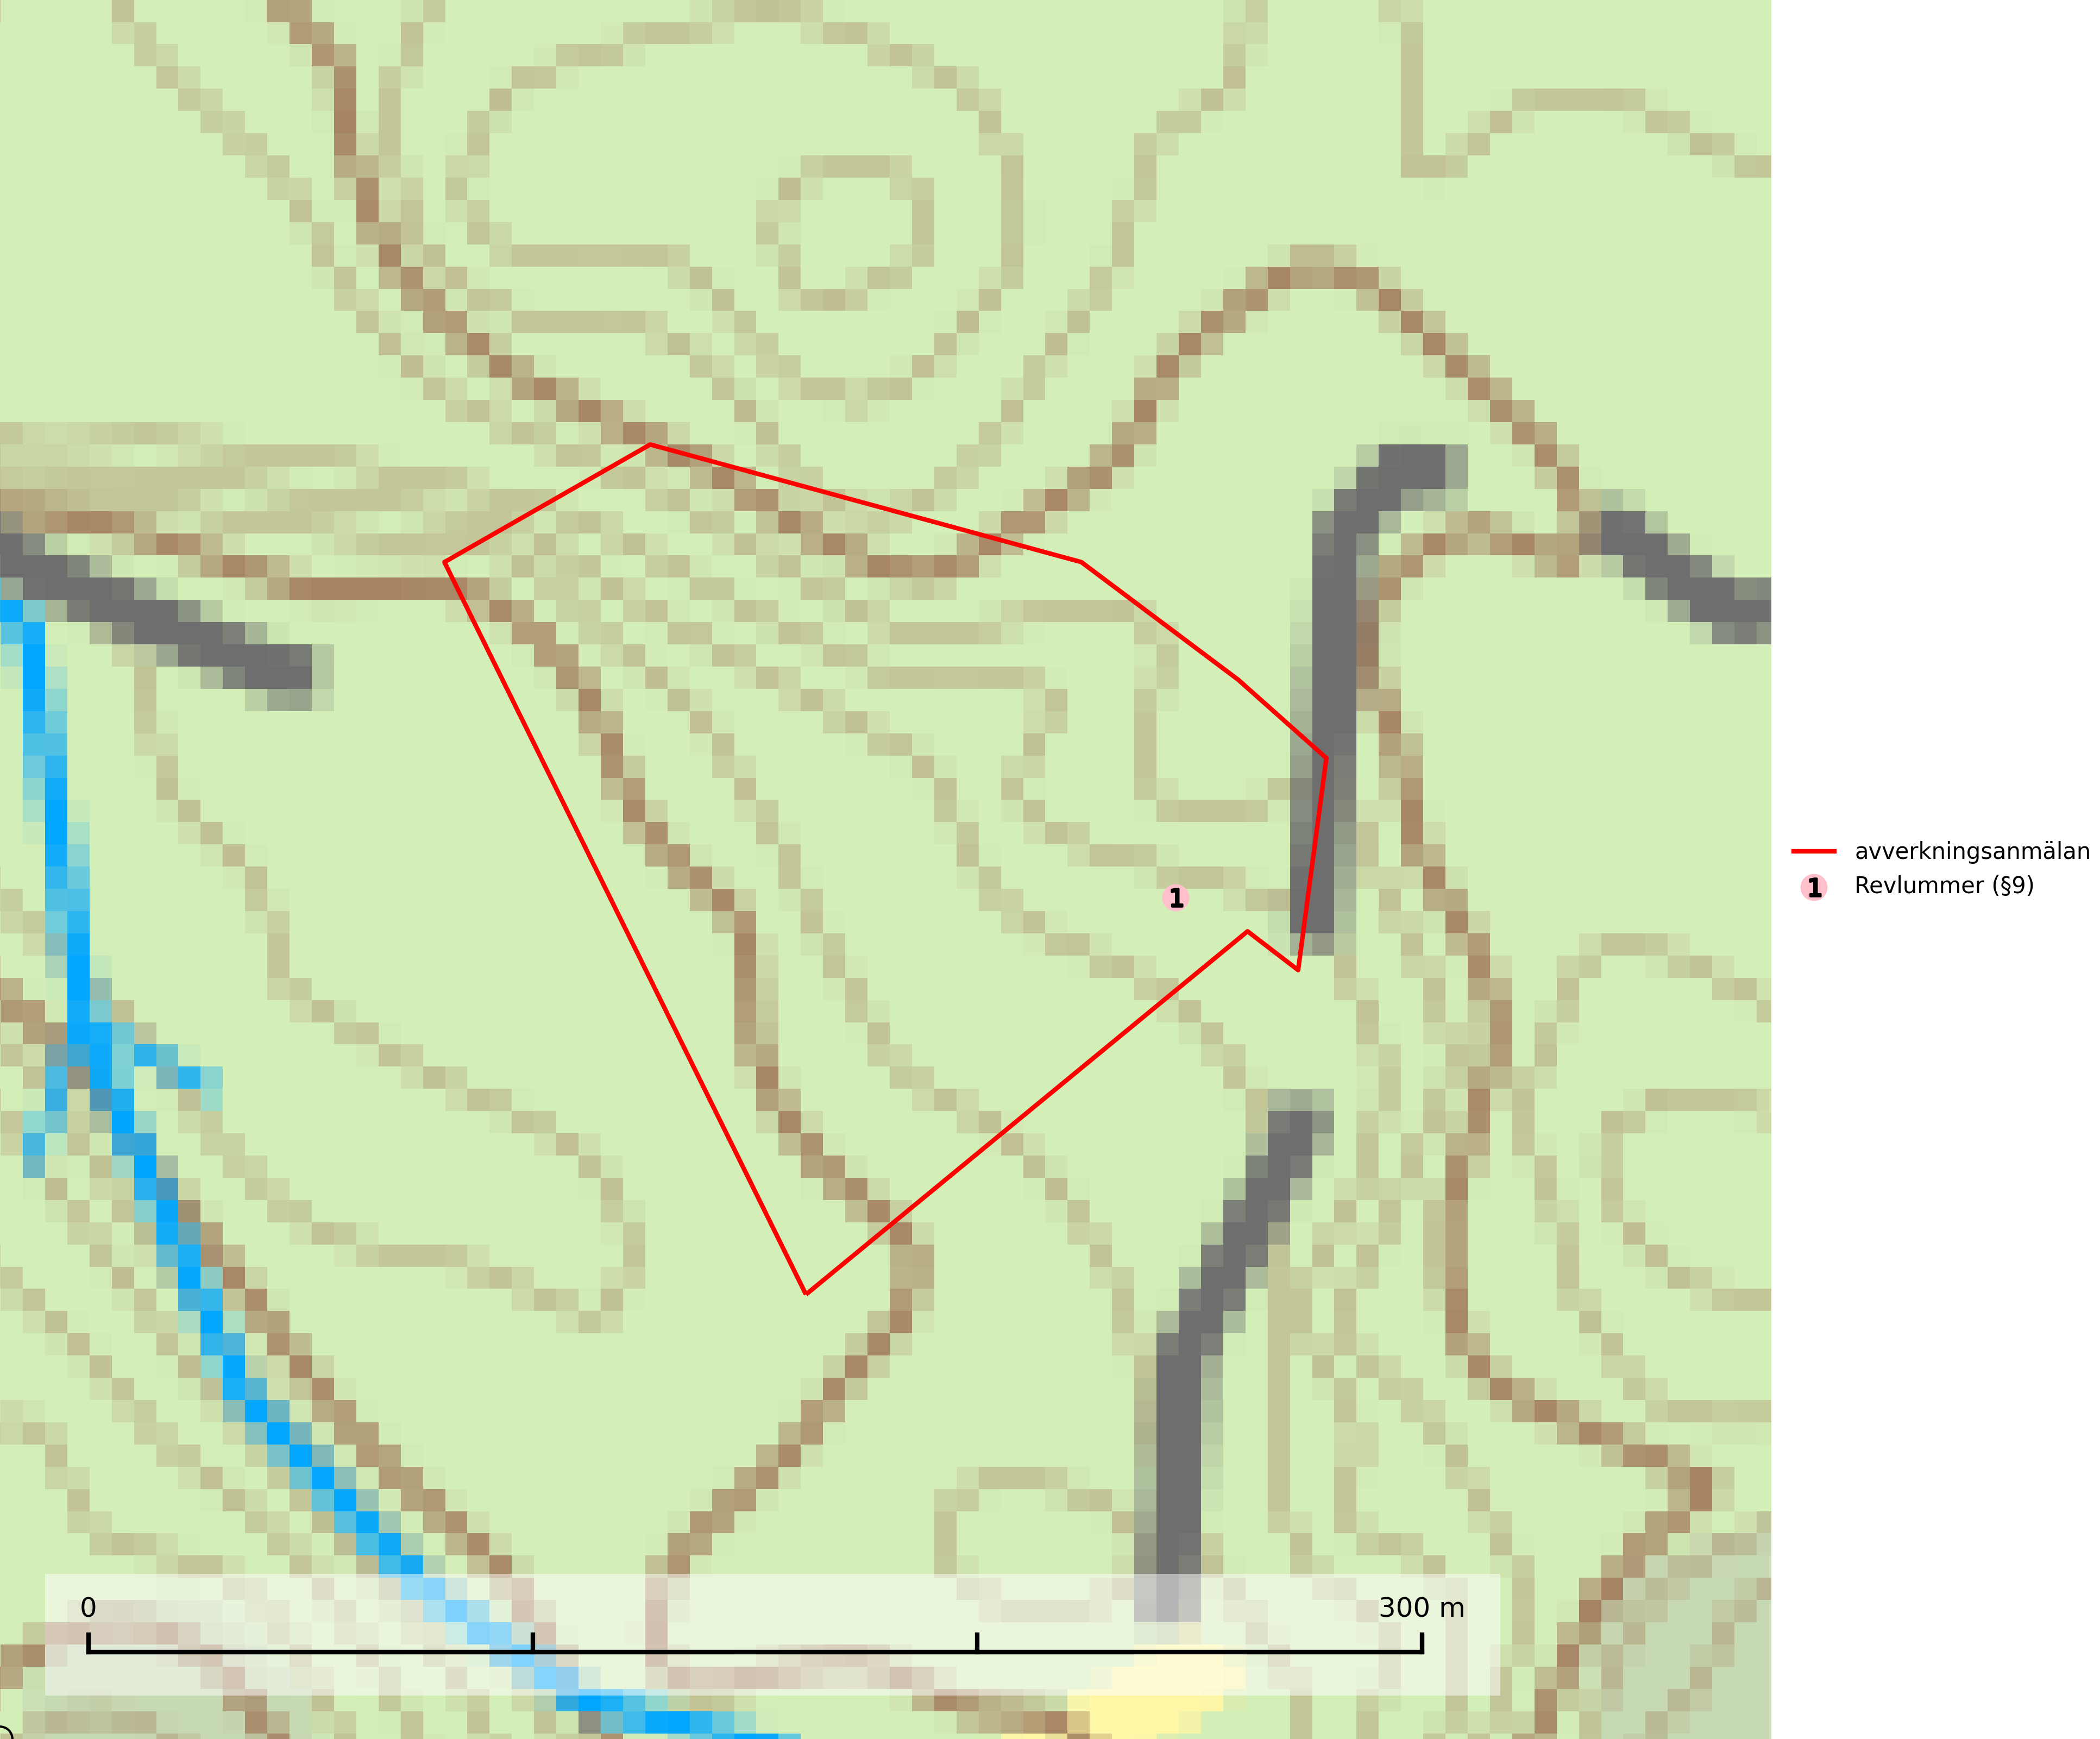 1
avverkningsanmälan
1 Revlummer (§9)
0 300 m